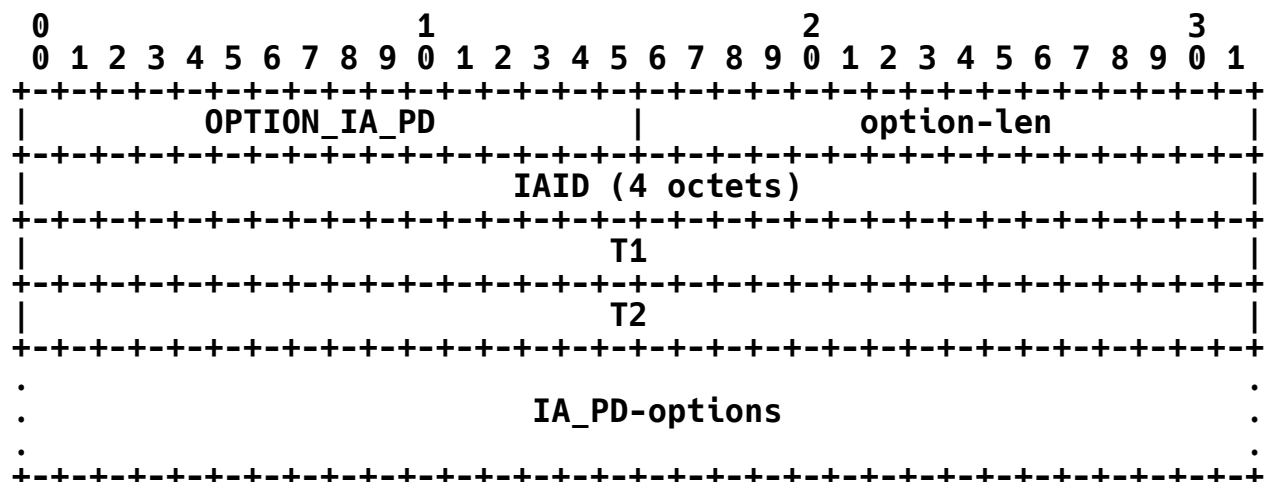 0                   1                   2                   3
 0 1 2 3 4 5 6 7 8 9 0 1 2 3 4 5 6 7 8 9 0 1 2 3 4 5 6 7 8 9 0 1
+-+-+-+-+-+-+-+-+-+-+-+-+-+-+-+-+-+-+-+-+-+-+-+-+-+-+-+-+-+-+-+-+
|         OPTION_IA_PD          |           option-len          |
+-+-+-+-+-+-+-+-+-+-+-+-+-+-+-+-+-+-+-+-+-+-+-+-+-+-+-+-+-+-+-+-+
|                         IAID (4 octets)                       |
+-+-+-+-+-+-+-+-+-+-+-+-+-+-+-+-+-+-+-+-+-+-+-+-+-+-+-+-+-+-+-+-+
|                              T1                               |
+-+-+-+-+-+-+-+-+-+-+-+-+-+-+-+-+-+-+-+-+-+-+-+-+-+-+-+-+-+-+-+-+
|                              T2                               |
+-+-+-+-+-+-+-+-+-+-+-+-+-+-+-+-+-+-+-+-+-+-+-+-+-+-+-+-+-+-+-+-+
.                                                               .
.                          IA_PD-options                        .
.                                                               .
+-+-+-+-+-+-+-+-+-+-+-+-+-+-+-+-+-+-+-+-+-+-+-+-+-+-+-+-+-+-+-+-+